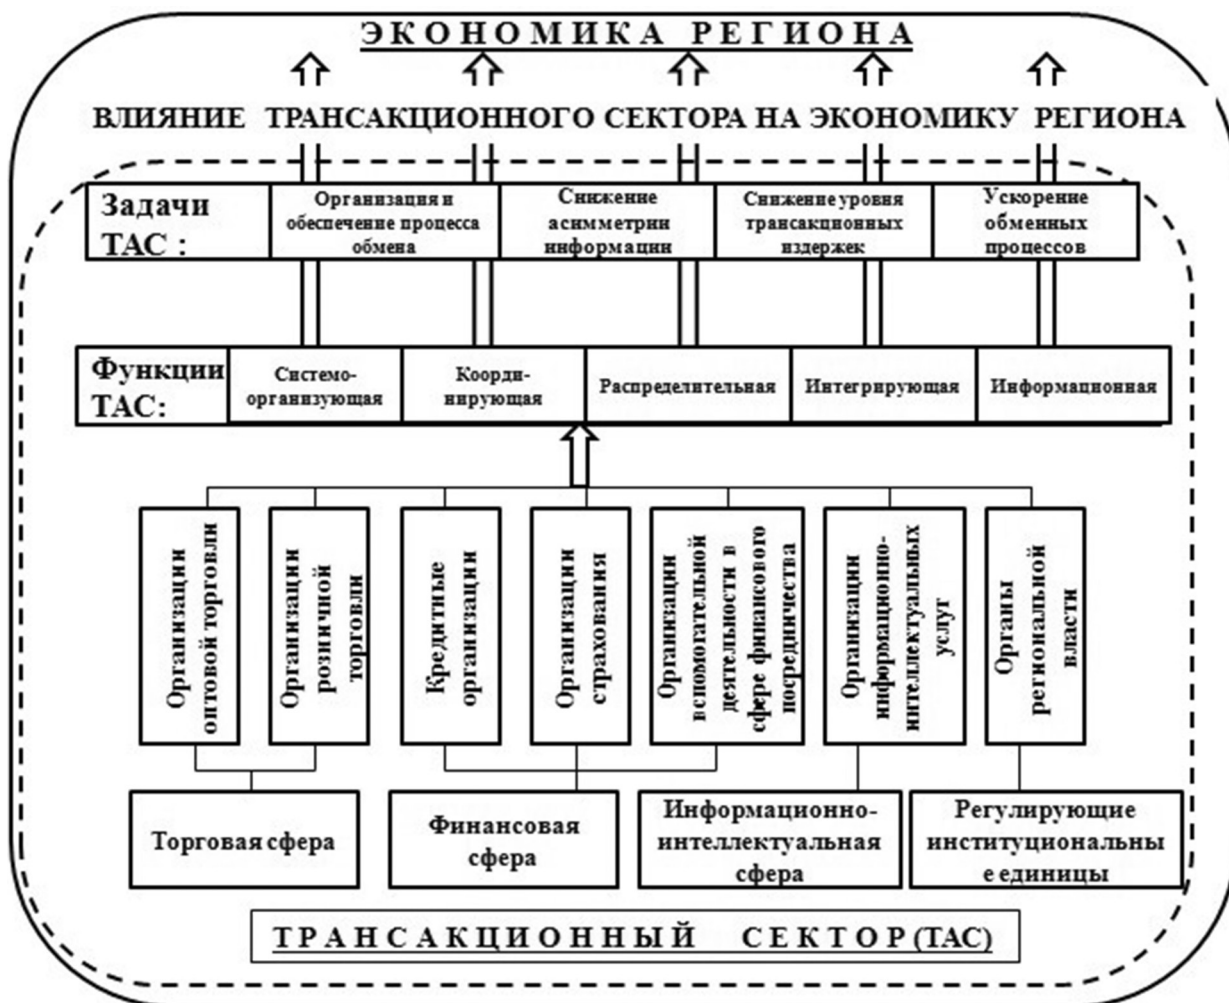 ЭКОНОМИКА РЕГИОНА
ВЛИЯНИЕ ТРАНСАКЦИОННОГО СЕКТОРА НА ЭКОНОМИКУ РЕГИОНА
Задачи
ТАС :
Организация и
обеспечение процесса
обмена
Снижение
асимметрии
информации
Снижение уровня
трансакционных
издержек
Ускорение
обменных
процессов
Функции
ТАС:
Системо-
организующая
Коорди-
нирующая
Распределительная
Интегрирующая
Информационная
Организации
оптовой торговли
Организации
розничной
торговли
Кредитные
организации
Организации
страхования
Организации
вспомогательной
деятельности в
сфере финансового
посредничества
Организации
информационно-
интеллектуальных
услуг
Органы
региональной
власти
Торговая сфера
Финансовая
сфера
Информационно-
интеллектуальная
сфера
Регулирующие
институциональны
е единицы
ТРАНСАКЦИОННЫЙ СЕКТОР (ТАС)